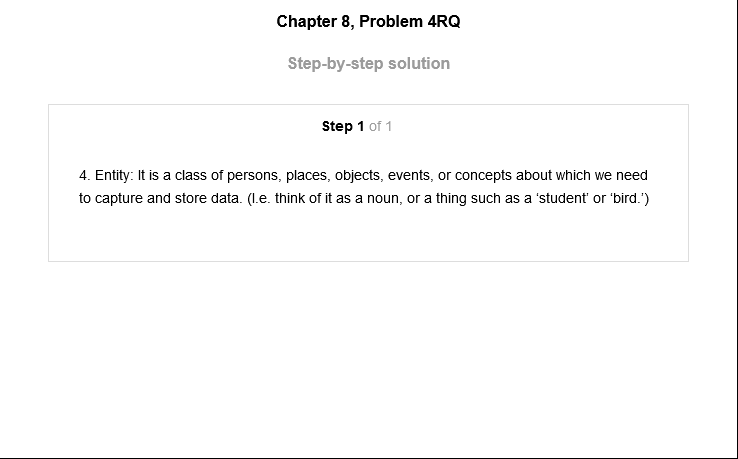 Chapter 8, Problem 4RQ
Step-by-step solution
Step 1 of 1
4. Entity: It is a class of persons, places, objects, events, or concepts about which we need
to capture and store data. (I.e. think of it as a noun, or a thing such as a ‘student’ or ‘bird.’)